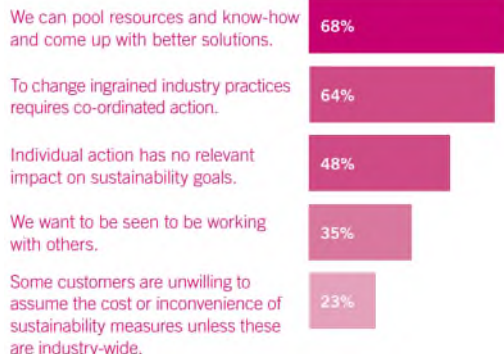 We can pool resources and know-how
and come up with better solutions.
68%
To change ingrained industry practices
requires co-ordinated action.
64%
Individual action has no relevant
impact on sustainability goals.
48%
We want to be seen to be working
with others.
35%
Some customers are unwilling to
assume the cost or inconvenience of
sustainability measures unless these
are industry-wide.
23%